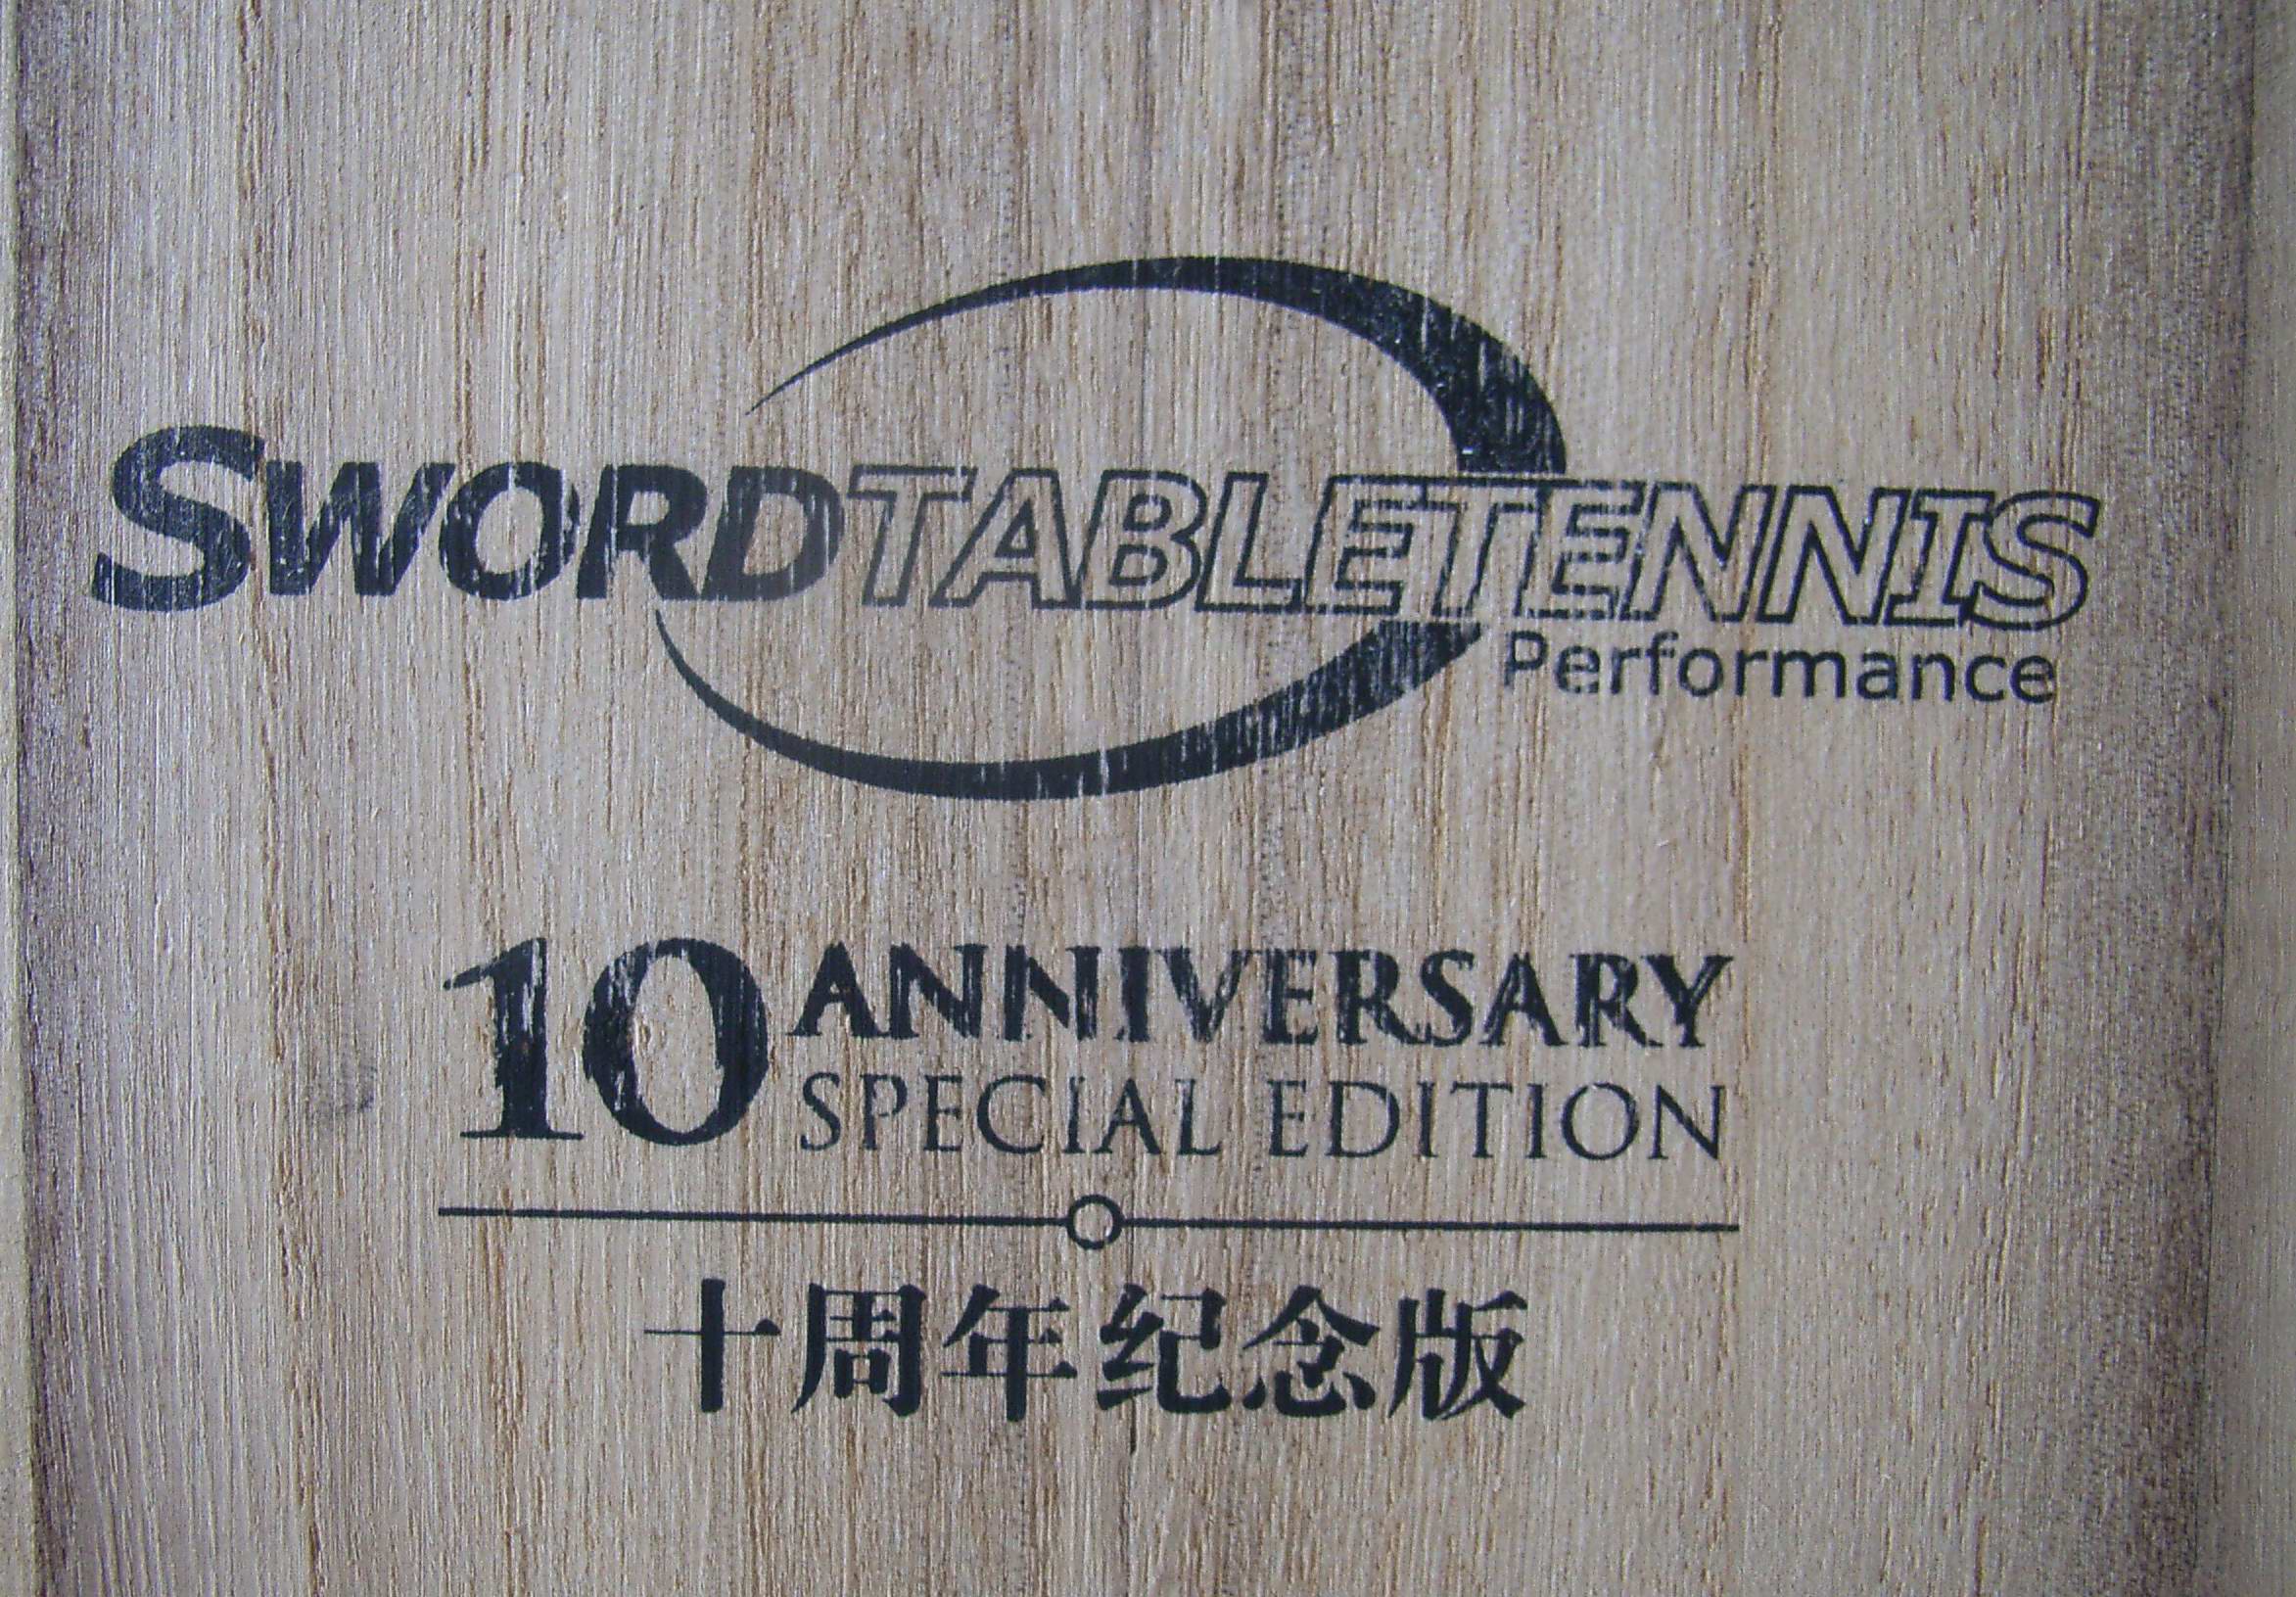 SWORDTABLETENNIS
Performance
10 ANNIVERSARY
SPECIAL EDITION
十周年纪念版